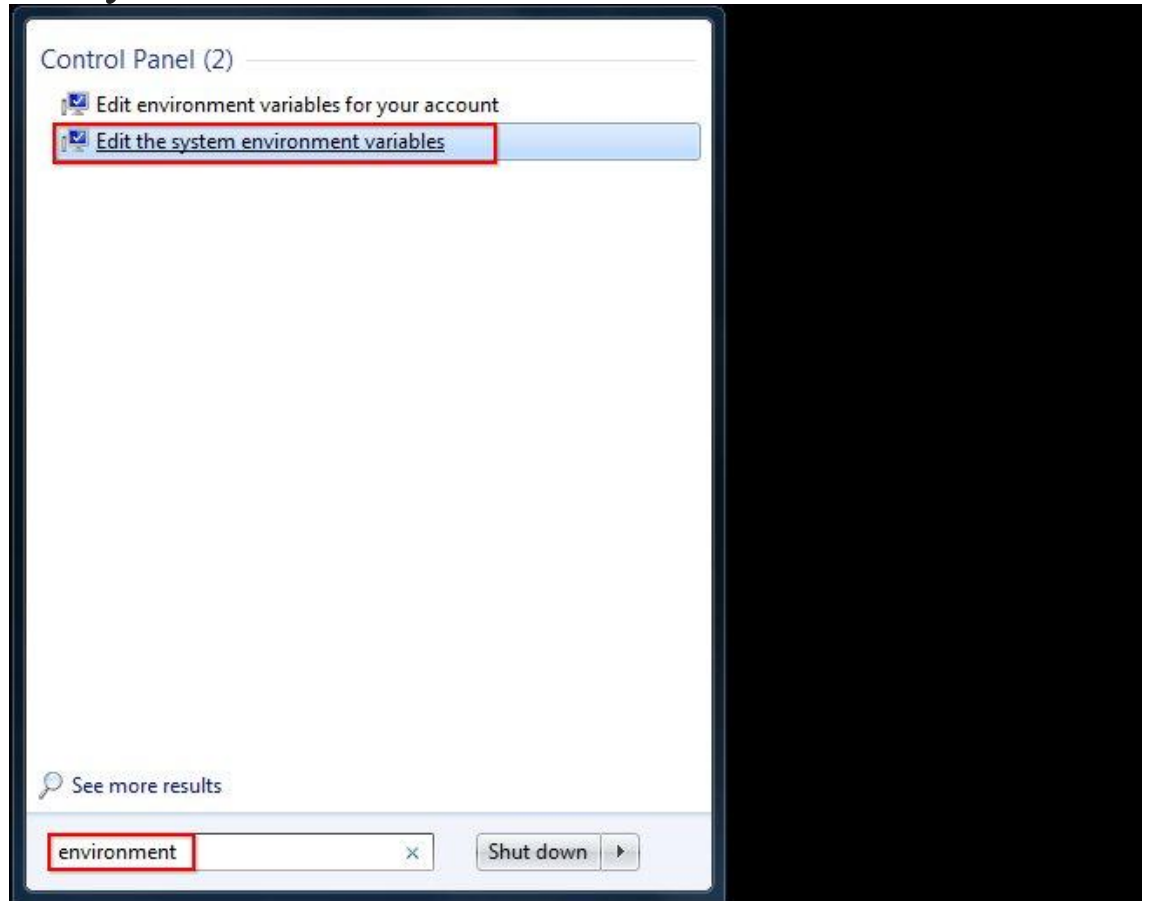 Control Panel (2)
Edit environment variables for your account
Edit the system environment variables
See more results
environment
Shut down